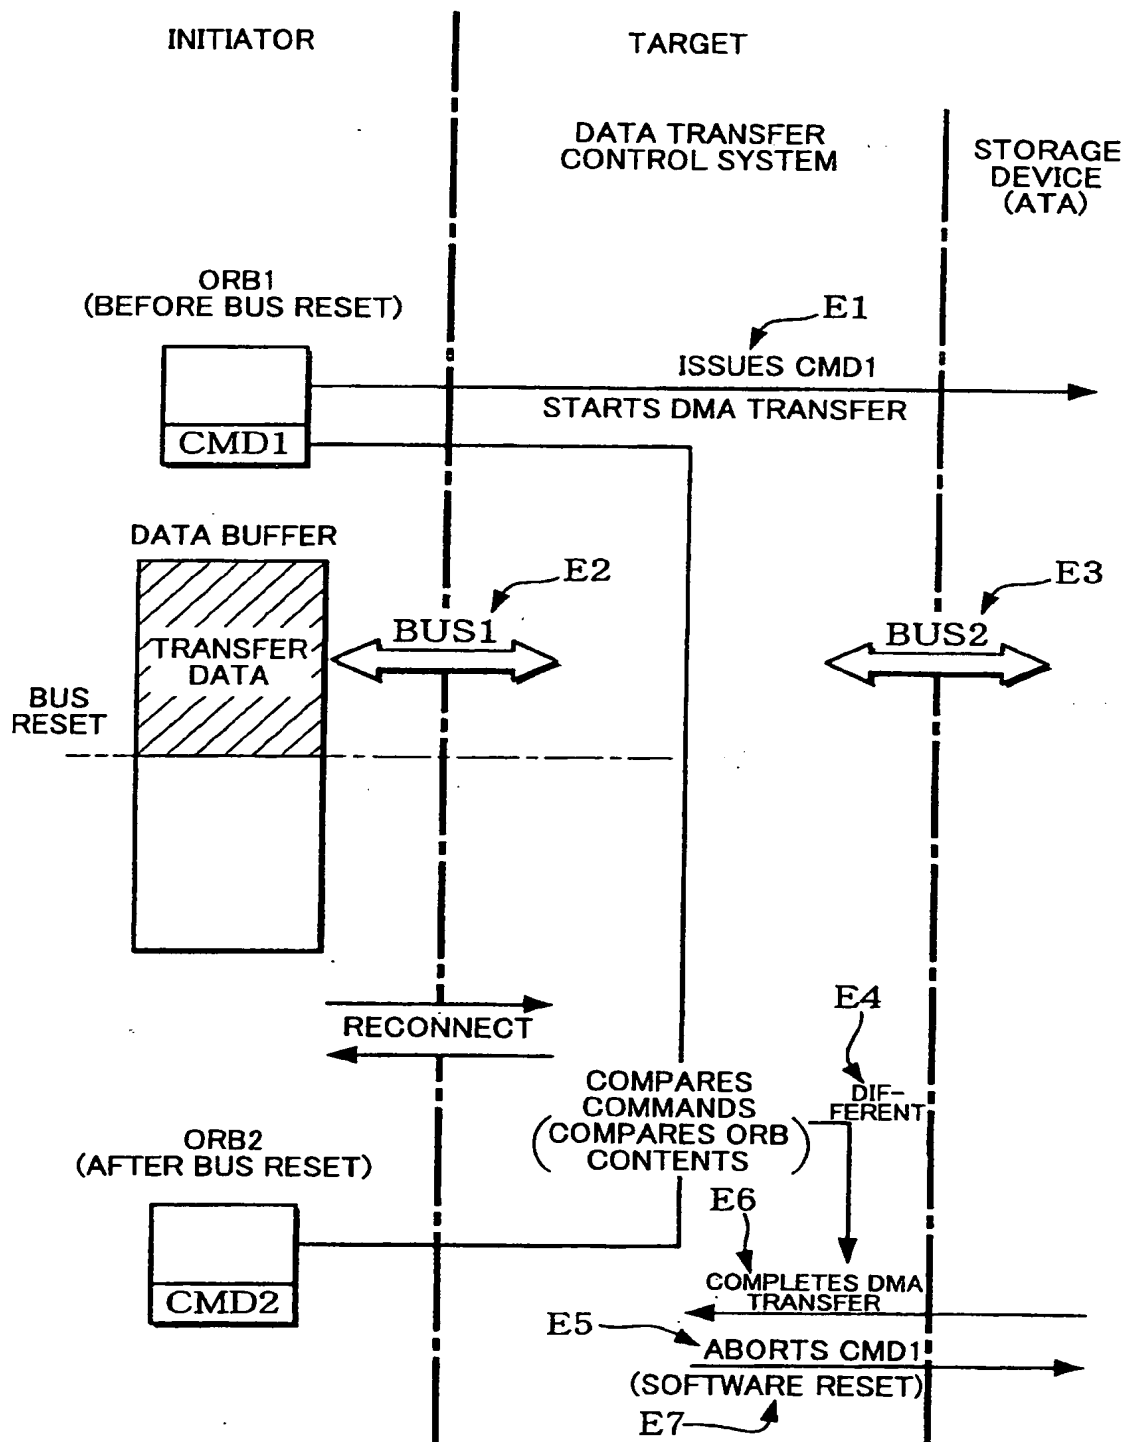 INITIATOR
TARGET
DATA TRANSFER
CONTROL SYSTEM
STORAGE
DEVICE
(ATA)
ORB1
(BEFORE BUS RESET)
E1
ISSUES CMD1
STARTS DMA TRANSFER
CMD1
DATA BUFFER
E2
E3
BUS1
BUS2
TRANSFER
DATA
BUS
RESET
E4
RECONNECT
COMPARES
COMMANDS
(COMPARES ORB
CONTENTS)
DIF-
FERENT
ORB2
(AFTER BUS RESET)
E6
CMD2
COMPLETES DMA
TRANSFER
E5
ABORTS CMD1
(SOFTWARE RESET)
E7